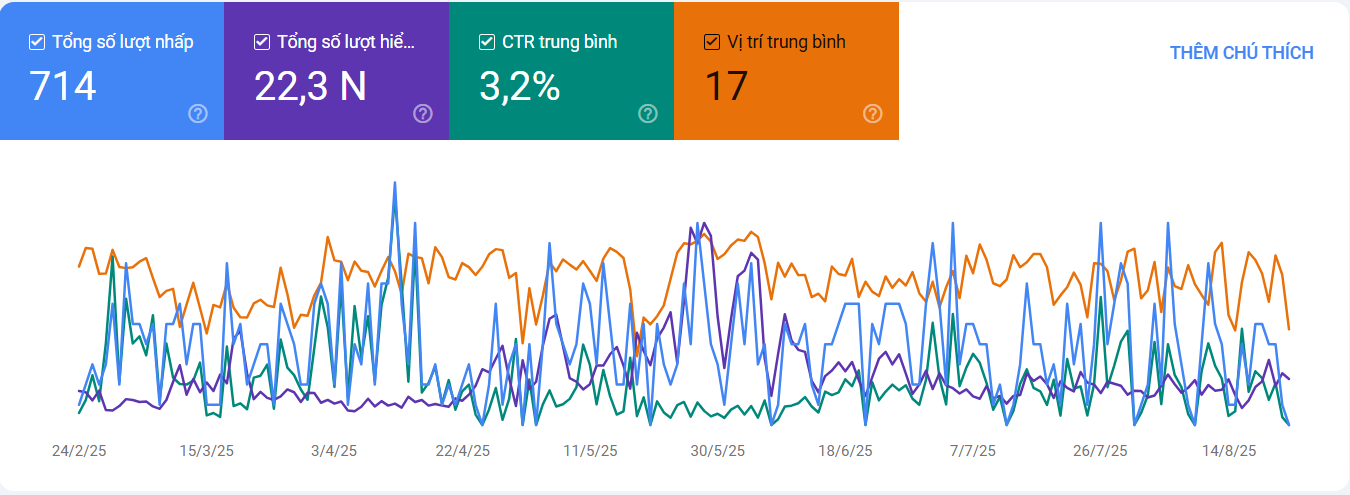 Tổng số lượt nhấp
714
Tổng số lượt hiể...
22,3 N
CTR trung bình
3,2%
Vị trí trung bình
17
THÊM CHÚ THÍCH
24/2/25 15/3/25 3/4/25 22/4/25 11/5/25 30/5/25 18/6/25 7/7/25 26/7/25 14/8/25